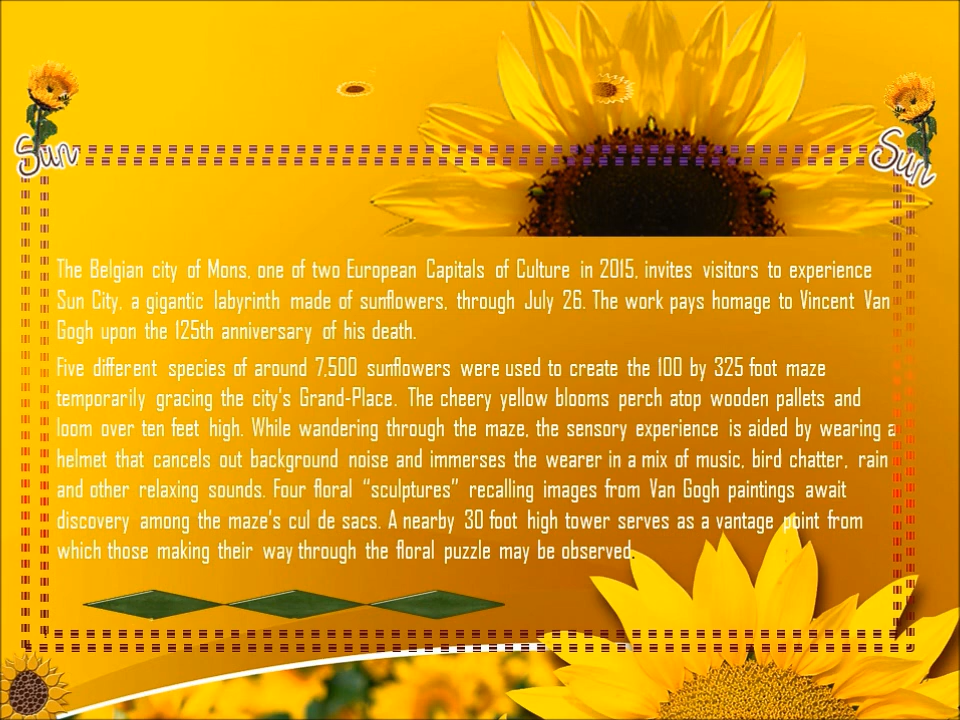 Sun
Sun
The Belgian city of Mons, one of two European Capitals of Culture in 2015, invites visitors to experience
Sun City, a gigantic labyrinth made of sunflowers, through July 26. The work pays homage to Vincent Van
Gogh upon the 125th anniversary of his death.
Five different species of around 7,500 sunflowers were used to create the 100 by 325 foot maze
temporarily gracing the city's Grand-Place. The cheery yellow blooms perch atop wooden pallets and
loom over ten feet high. While wandering through the maze, the sensory experience is aided by wearing a
helmet that cancels out background noise and immerses the wearer in a mix of music, bird chatter, rain
and other relaxing sounds. Four floral “sculptures” recalling images from Van Gogh paintings await
discovery among the maze's cul de sacs. A nearby 30 foot high tower serves as a vantage point from
which those making their way through the floral puzzle may be observed.